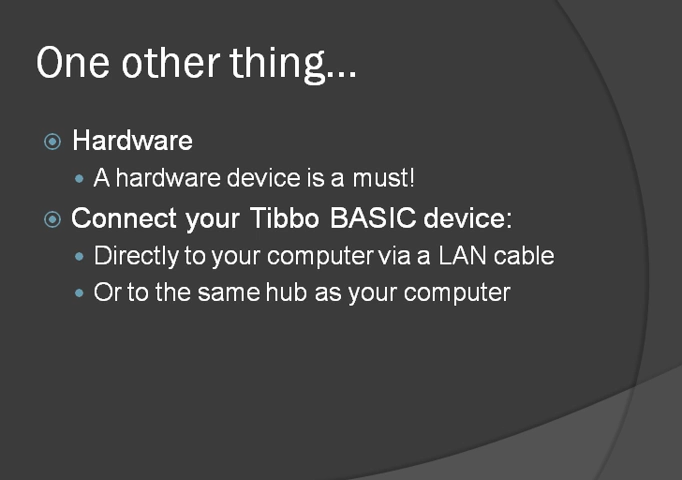 One other thing...
Hardware
A hardware device is a must!
Connect your Tibbo BASIC device:
Directly to your computer via a LAN cable
Or to the same hub as your computer